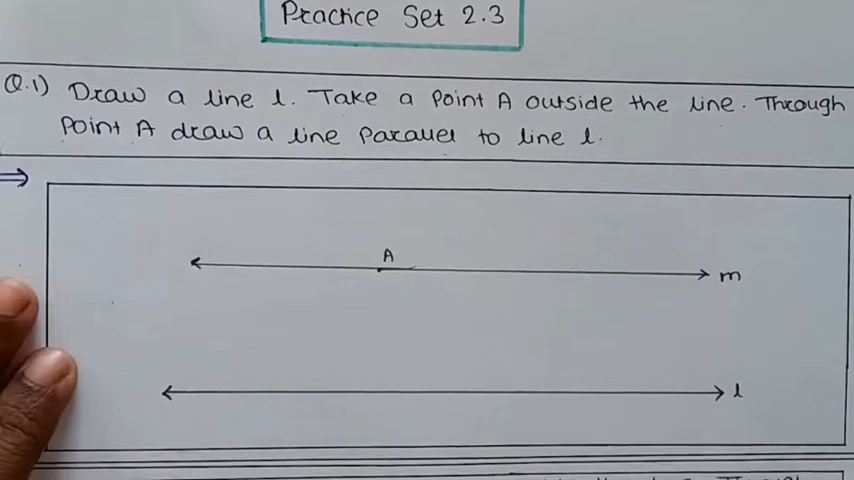 Practice Set 2.3
Q.1) Draw a line l. Take a point A outside the line. Through
point A draw a line parallel to line l.
⇒
A
m
l